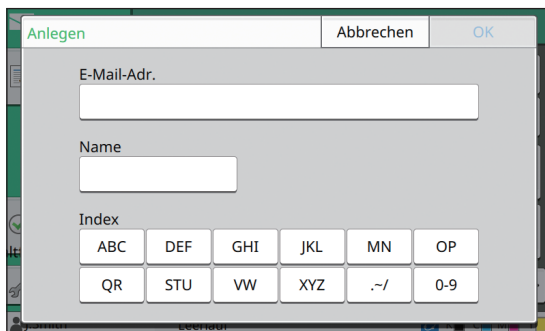 Anlegen Abbrechen OK
E-Mail-Adr.
Name
Index
ABC DEF GHI JKL MN OP
QR STU VW XYZ .~/ 0-9